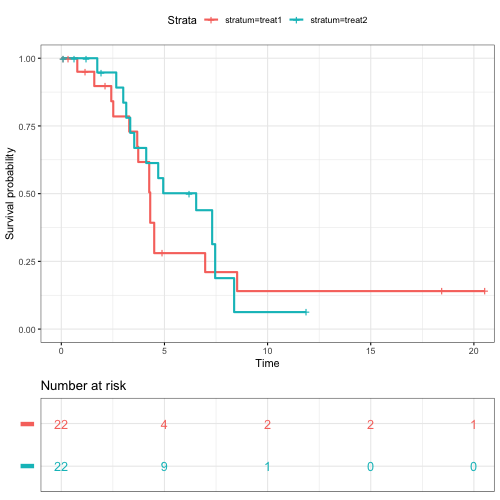 Strata stratum=treat1 stratum=treat2
1.00
0.75
0.50
0.25
0.00
Survival probability
0 5 10 15 20
Time
Number at risk
22 4 2 2 1
22 9 1 0 0